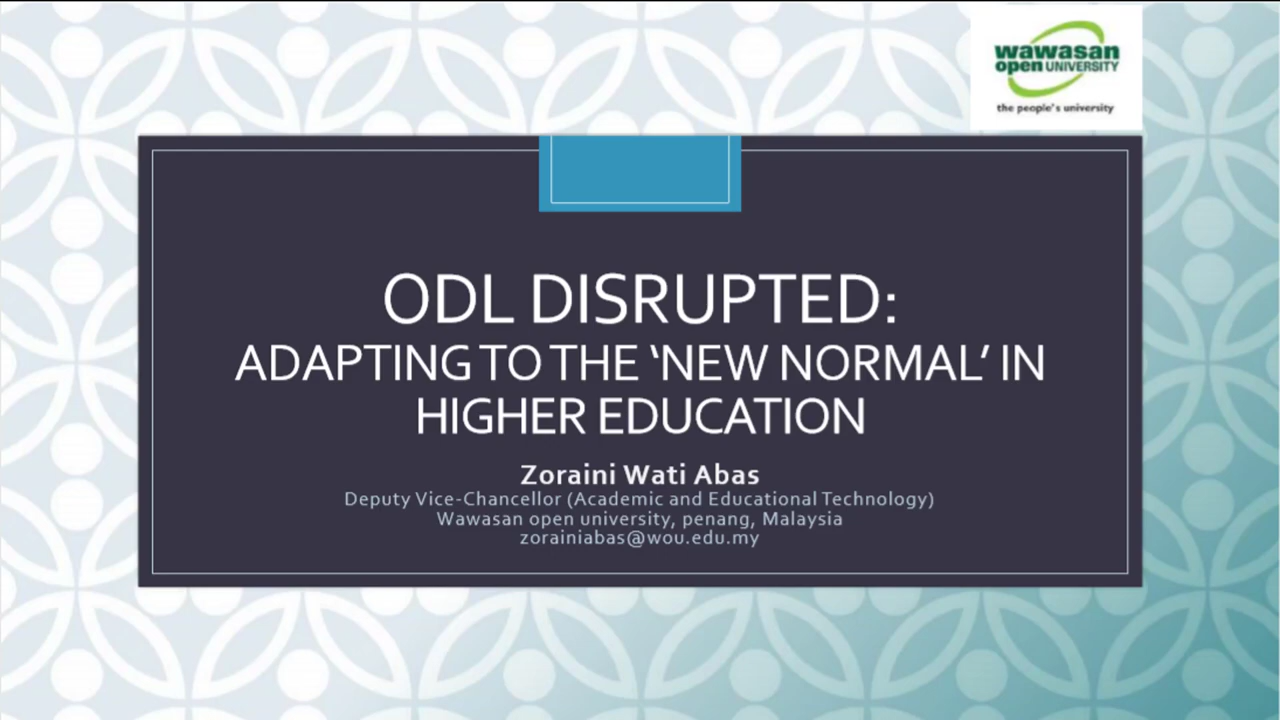 wawasan
open UNIVERSITY
the people's university
ODL DISRUPTED:
ADAPTING TO THE ‘NEW NORMAL’ IN
HIGHER EDUCATION
Zoraini Wati Abas
Deputy Vice-Chancellor (Academic and Educational Technology)
Wawasan open university, penang, Malaysia
zorainiabas@wou.edu.my